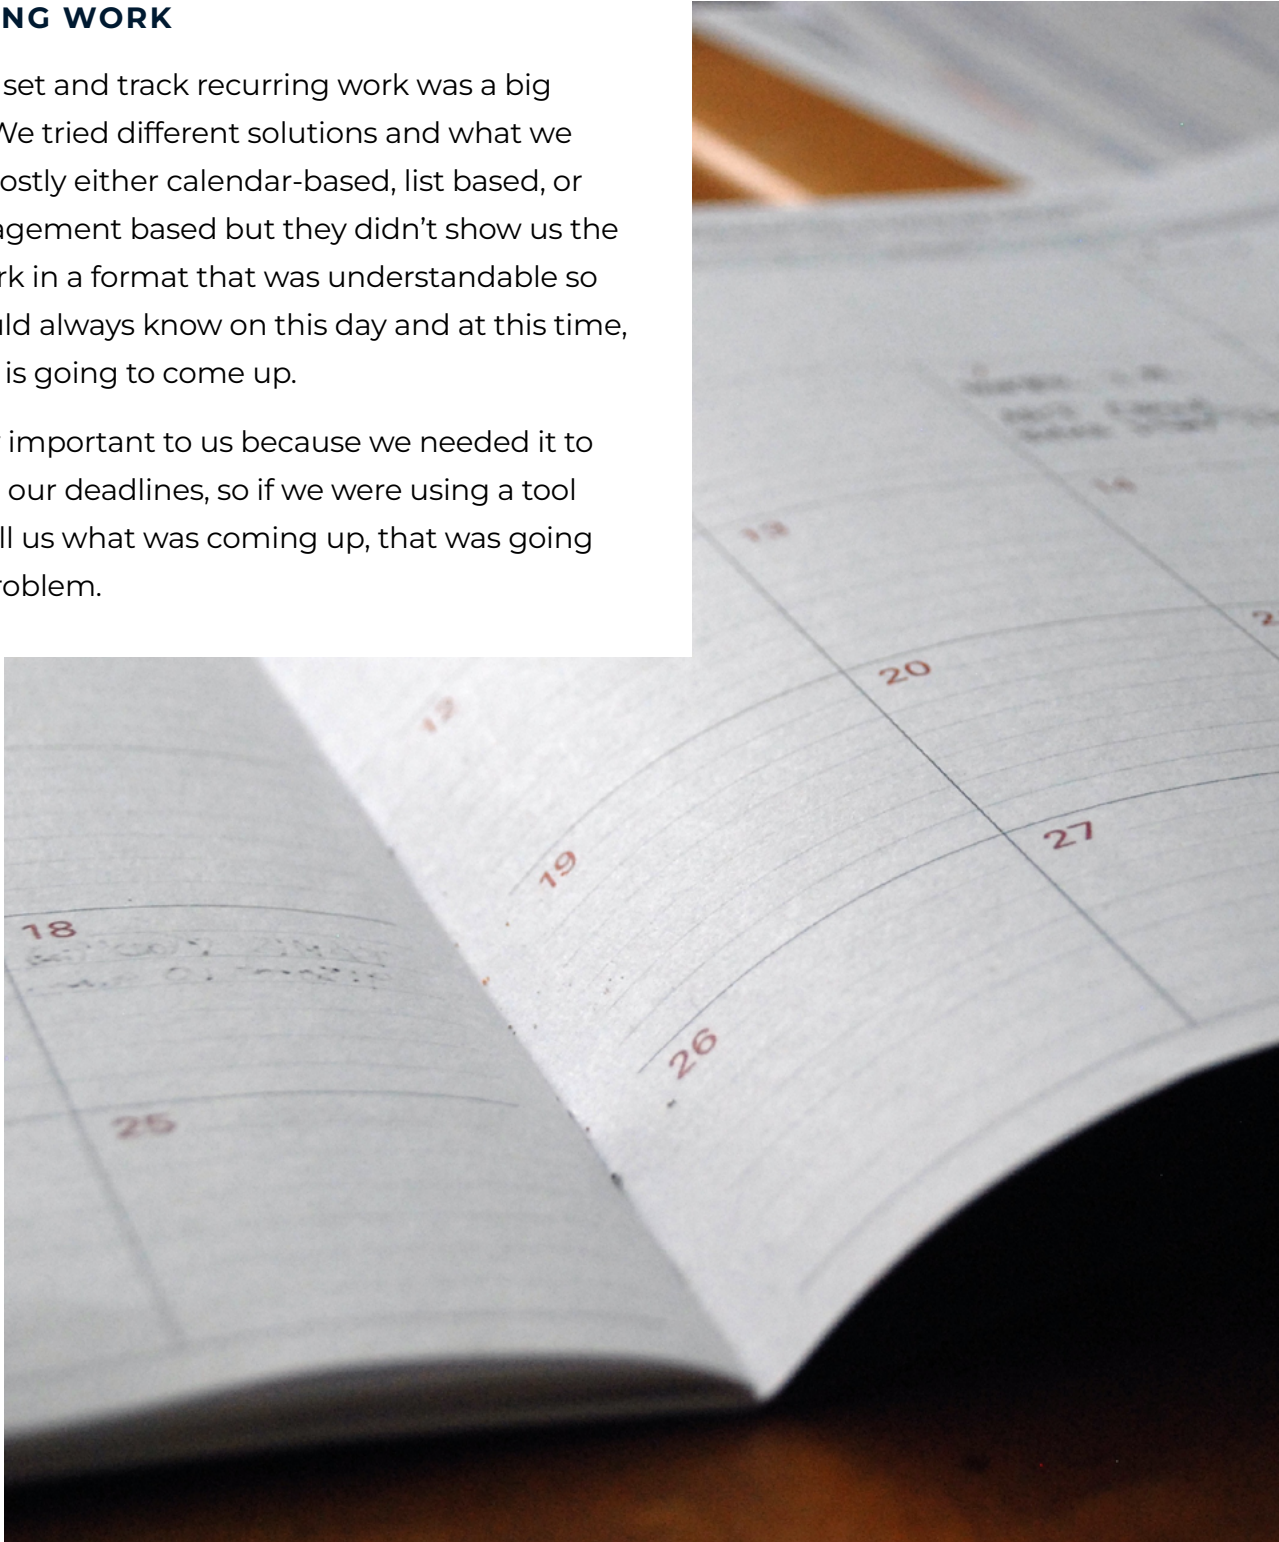 NG WORK
set and track recurring work was a big
We tried different solutions and what we
ostly either calendar-based, list based, or
agement based but they didn’t show us the
rk in a format that was understandable so
uld always know on this day and at this time,
is going to come up.
important to us because we needed it to
our deadlines, so if we were using a tool
ll us what was coming up, that was going
roblem.
13
14
20
12
19
27
18
26
25